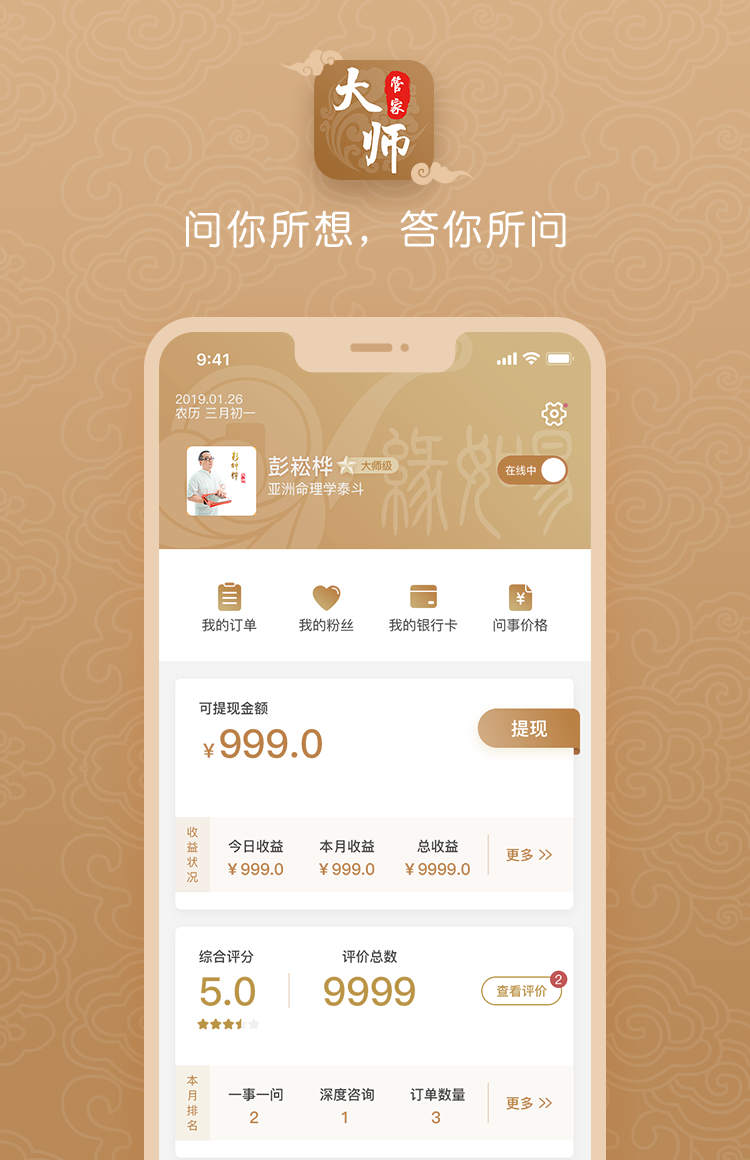 大管家
师
问你所想，答你所问
9:41
2019.01.26
农历 三月初一
彭崧桦 大师级
亚洲命理学泰斗
在线中
緣如易
我的订单 我的粉丝 我的银行卡 问事价格
可提现金额
¥999.0
提现
收益状况
今日收益 本月收益 总收益
¥999.0 ¥999.0 ¥9999.0
更多
综合评分 评价总数
5.0 9999
查看评价 2
本月排名
一事一问 深度咨询 订单数量
2 1 3
更多